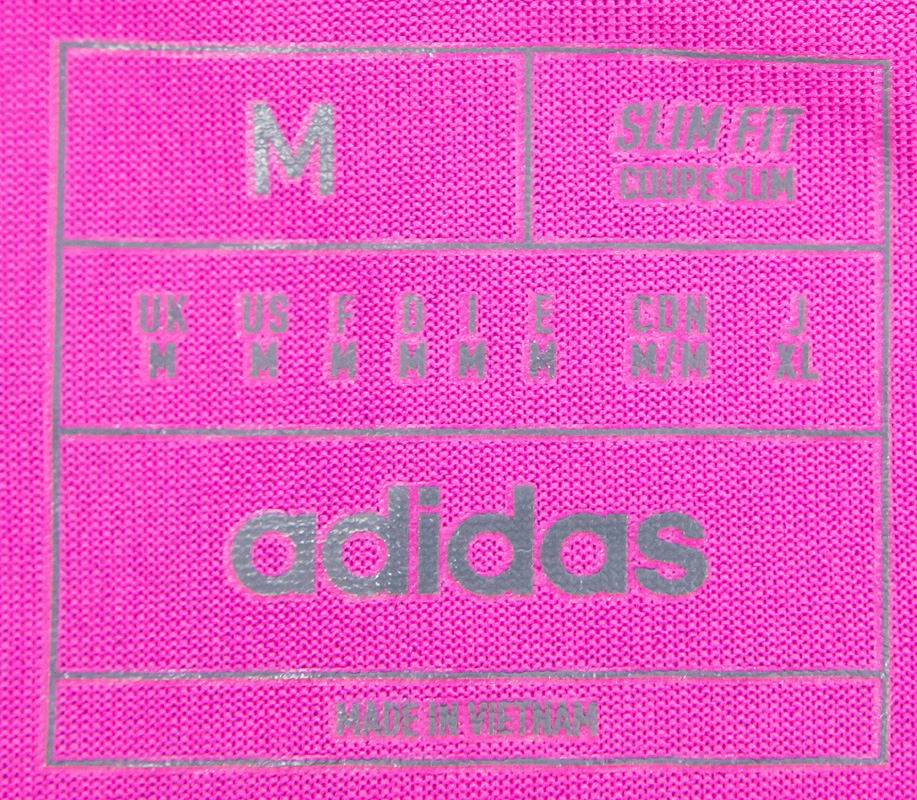 M
SLIM FIT
COUPE SLIM
UK US F D I E CDN J
M M M M M M M/M XL
adidas
MADE IN VIETNAM